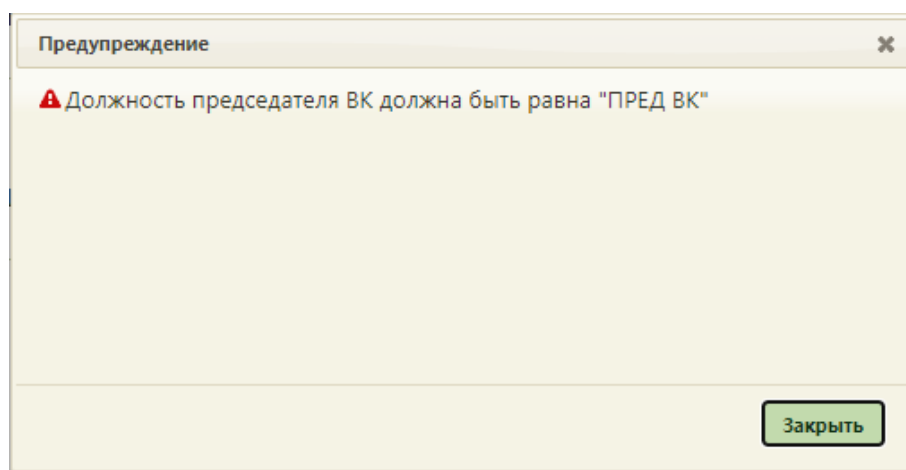 Предупреждение
Должность председателя ВК должна быть равна "ПРЕД ВК"
Закрыть